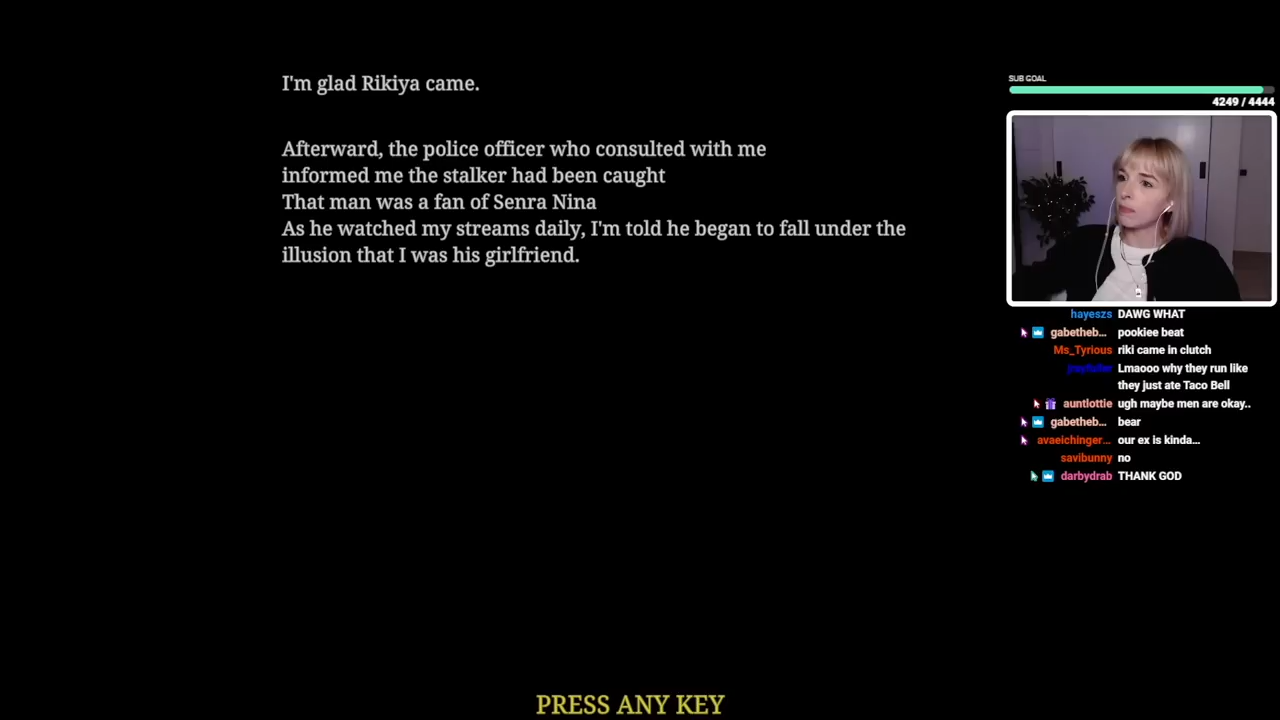 I'm glad Rikiya came.
Afterward, the police officer who consulted with me
informed me the stalker had been caught
That man was a fan of Senra Nina
As he watched my streams daily, I'm told he began to fall under the
illusion that I was his girlfriend.
PRESS ANY KEY
SUB GOAL
4249 / 4444
hayeszs DAWG WHAT
gabetheb... pookiee beat
Ms_Tyrious riki came in clutch
Lmaooo why they run like
they just ate Taco Bell
auntlottie ugh maybe men are okay..
gabetheb... bear
avaeichinger... our ex is kinda...
savibunny no
darbydrab THANK GOD